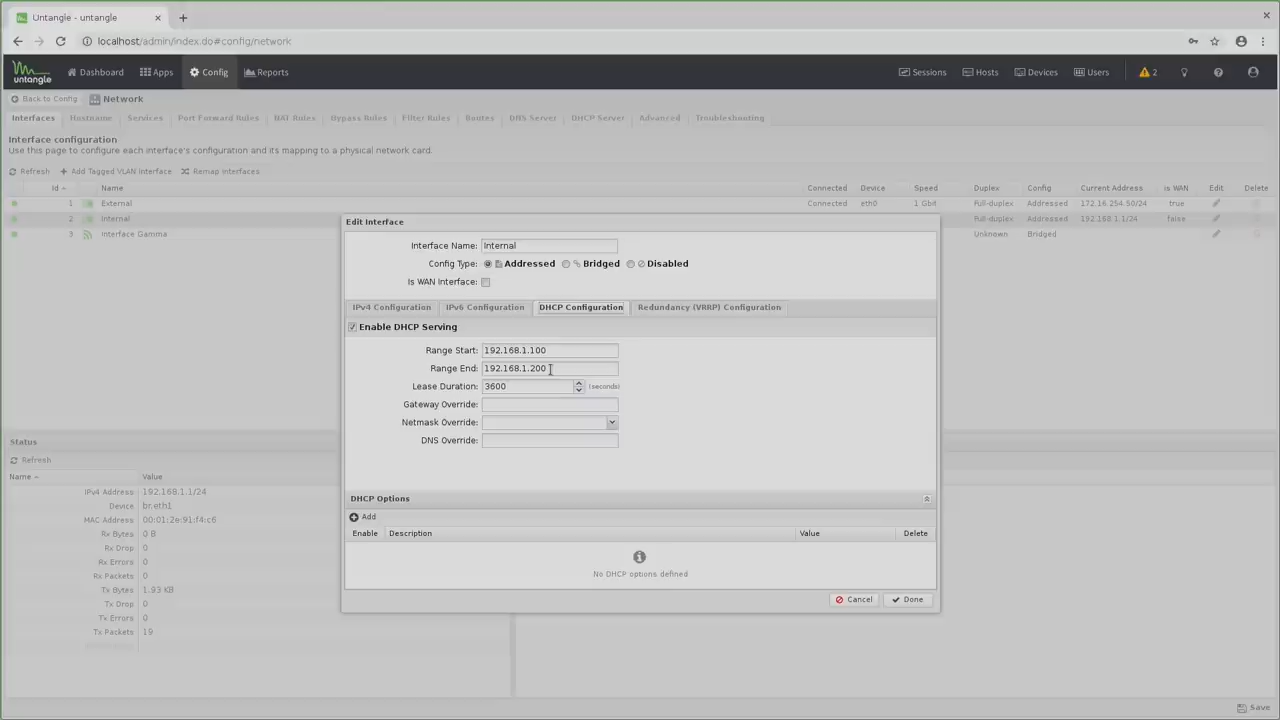 Untangle - untangle
localhost/admin/index.do#config/network
untangle Dashboard Apps Config Reports Sessions Hosts Devices Users 2
Back to Config Network
Interfaces Hostname Services Port Forward Rules NAT Rules Bypass Rules Filter Rules Routes DNS Server DHCP Server Advanced Troubleshooting
Interface configuration
Use this page to configure each interface's configuration and its mapping to a physical network card.
Refresh Add Tagged VLAN Interface Remap Interfaces
Id Name Connected Device Speed Duplex Config Current Address is WAN Edit Delete
1 External Connected eth0 1 Gbit Full-duplex Addressed 172.16.254.50/24 true
2 Internal Full-duplex Addressed 192.168.1.1/24 false
3 Interface Gamma Unknown Bridged
Edit Interface
Interface Name: Internal
Config Type: Addressed Bridged Disabled
Is WAN Interface:
IPv4 Configuration IPv6 Configuration DHCP Configuration Redundancy (VRRP) Configuration
Enable DHCP Serving
Range Start: 192.168.1.100
Range End: 192.168.1.200
Lease Duration: 3600 (seconds)
Gateway Override:
Netmask Override:
DNS Override:
DHCP Options
Add
Enable Description Value Delete
No DHCP options defined
Cancel Done
Status
Refresh
Name Value
IPv4 Address 192.168.1.1/24
Device br.eth1
MAC Address 00:01:2e:91:f4:c6
Rx Bytes 0 B
Rx Drop 0
Rx Errors 0
Rx Packets 0
Tx Bytes 1.93 KB
Tx Drop 0
Tx Errors 0
Tx Packets 19
Save